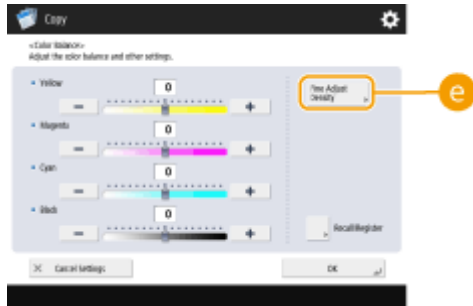 Copy
<Color Balance>
Adjust the color balance and other settings.
Yellow
0
Fine Adjust
Density
e
Magenta
0
Cyan
0
Black
0
Recall/Register
Cancel Settings
OK